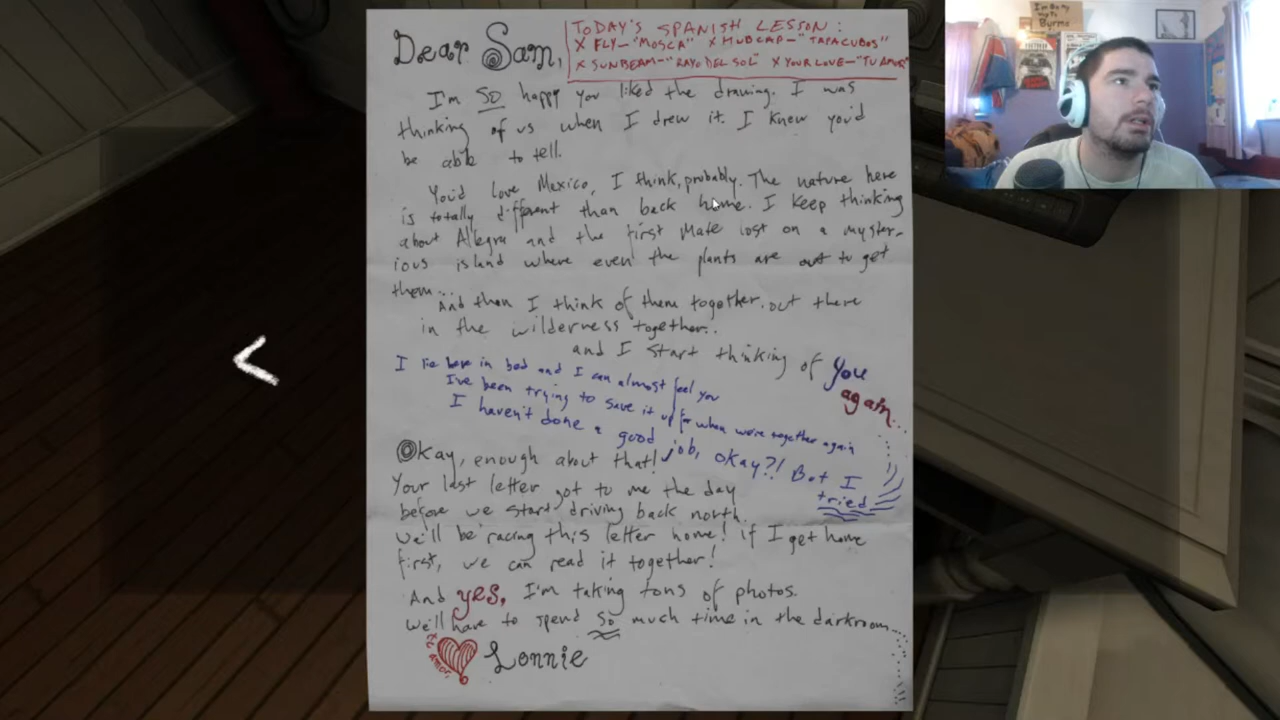 Dear Sam,
TODAY'S SPANISH LESSON:
x FLY—"MOSCA" x HUBCAP—"TAPACUBOS"
x SUNBEAM—"RAYO DEL SOL" x YOUR LOVE—"TU AMOR"
I'm SO happy you liked the drawing. I was
thinking of us when I drew it. I knew you'd
be able to tell.
You'd love Mexico, I think, probably. The nature here
is totally different than back home. I keep thinking
about Allegra and the First Mate lost on a myster-
ious island where even the plants are out to get
them...
And then I think of them together. out there
in the wilderness together..
and I start thinking of you
again...
I lie here in bed and I can almost feel you
I've been trying to save it up for when we're together again
I haven't done a good job, okay?! But I
tried
Okay, enough about that!
Your last letter got to me the day
before we start driving back north.
We'll be racing this letter home! if I get home
first, we can read it together!
And yes, I'm taking tons of photos.
We'll have to spend so much time in the darkroom...
Lonnie